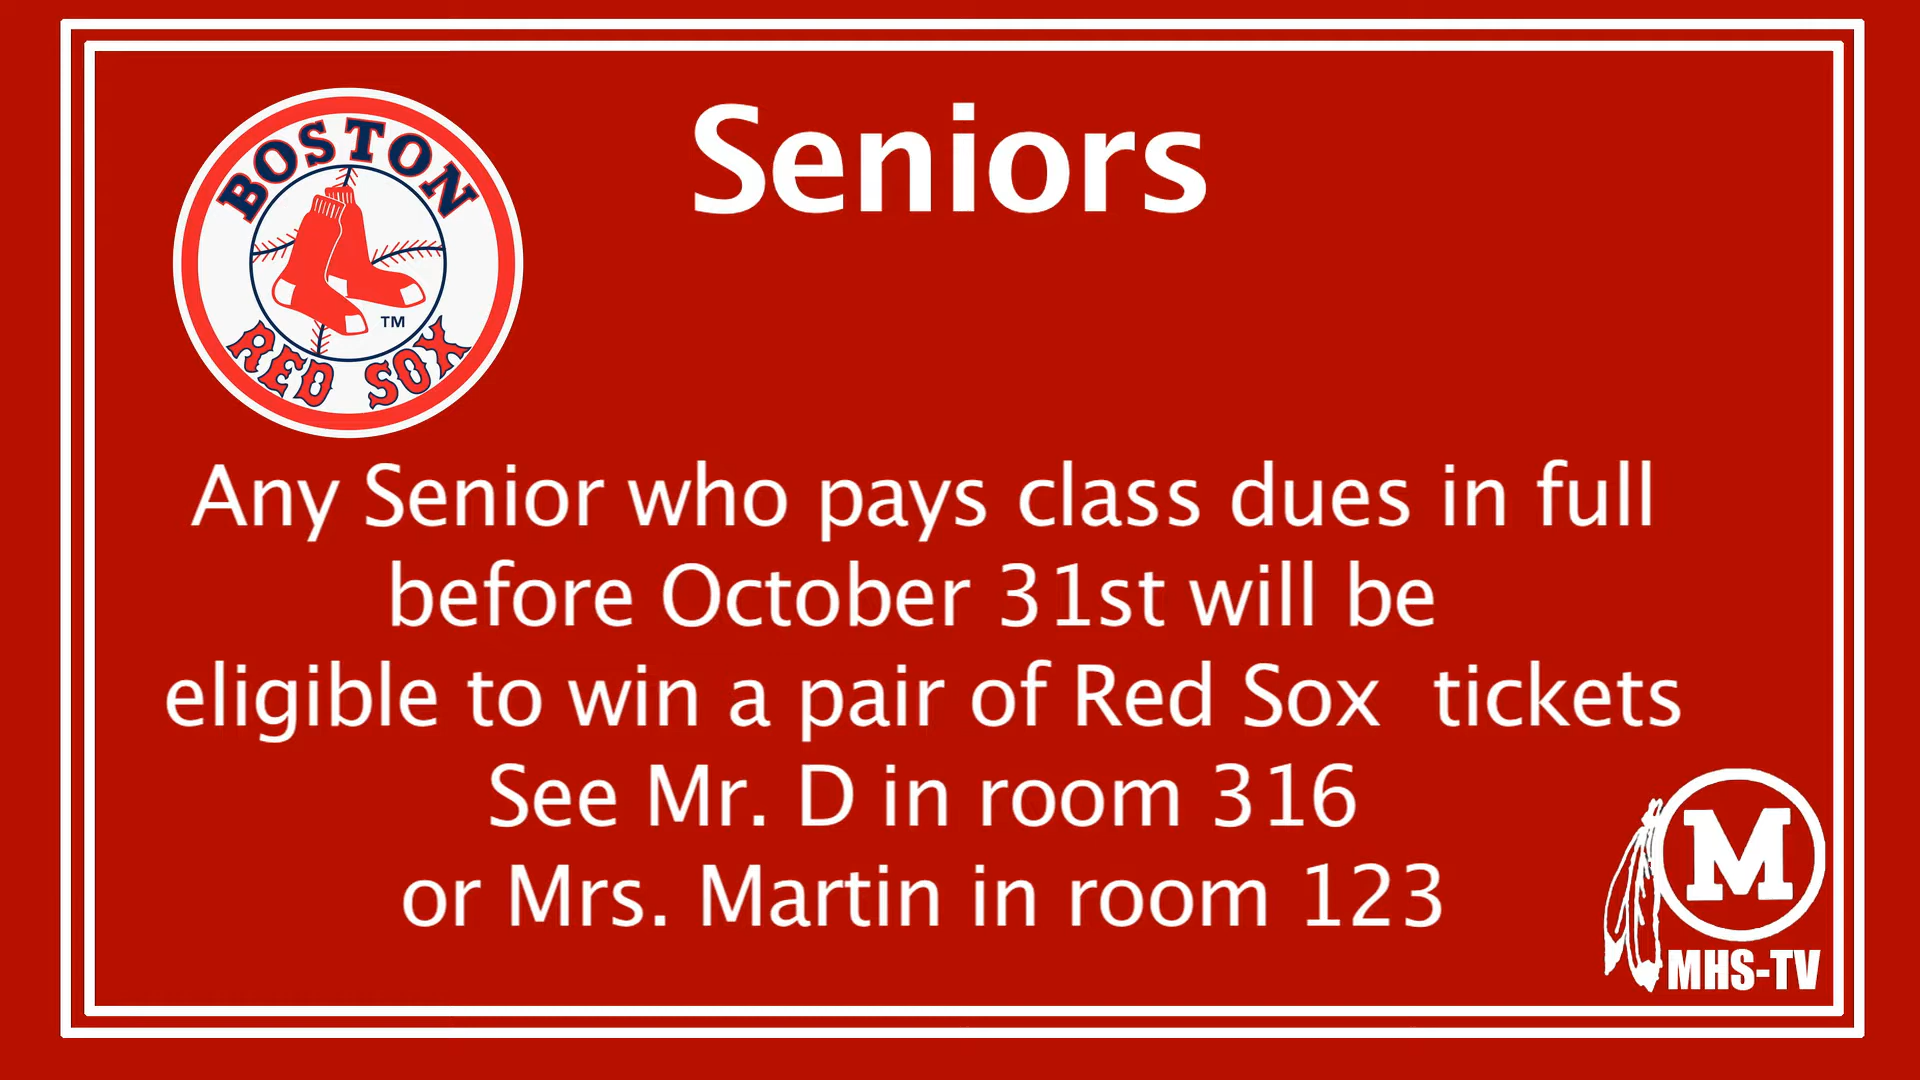 Seniors
BOSTON
RED SOX
TM
Any Senior who pays class dues in full
before October 31st will be
eligible to win a pair of Red Sox  tickets
See Mr. D in room 316
or Mrs. Martin in room 123
M
MHS-TV